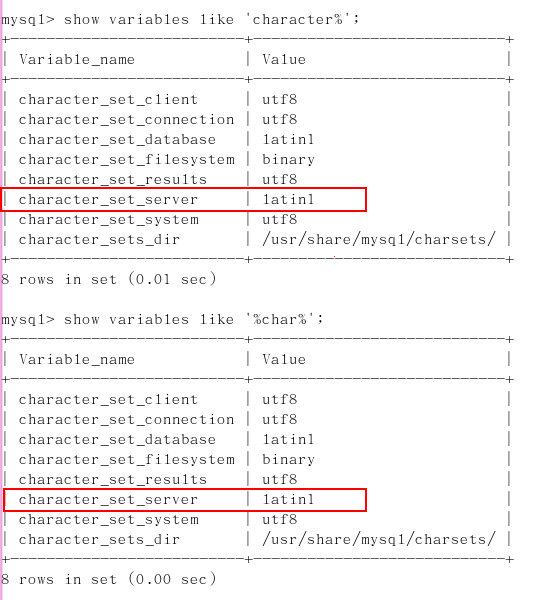 mysql> show variables like 'character%';
+--------------------------+----------------------------+
| Variable_name            | Value                      |
+--------------------------+----------------------------+
| character_set_client     | utf8                       |
| character_set_connection | utf8                       |
| character_set_database   | latin1                     |
| character_set_filesystem | binary                     |
| character_set_results    | utf8                       |
| character_set_server     | latin1                     |
| character_set_system     | utf8                       |
| character_sets_dir       | /usr/share/mysql/charsets/ |
+--------------------------+----------------------------+
8 rows in set (0.01 sec)
mysql> show variables like '%char%';
+--------------------------+----------------------------+
| Variable_name            | Value                      |
+--------------------------+----------------------------+
| character_set_client     | utf8                       |
| character_set_connection | utf8                       |
| character_set_database   | latin1                     |
| character_set_filesystem | binary                     |
| character_set_results    | utf8                       |
| character_set_server     | latin1                     |
| character_set_system     | utf8                       |
| character_sets_dir       | /usr/share/mysql/charsets/ |
+--------------------------+----------------------------+
8 rows in set (0.00 sec)